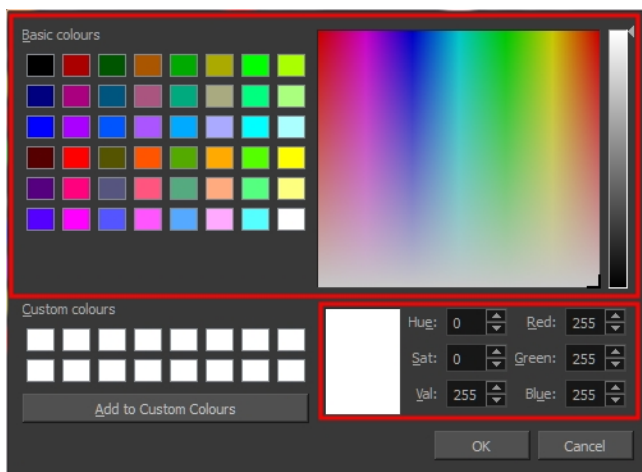 Basic colours
Custom colours
Add to Custom Colours
Hue: 0 Red: 255
Sat: 0 Green: 255
Val: 255 Blue: 255
OK Cancel